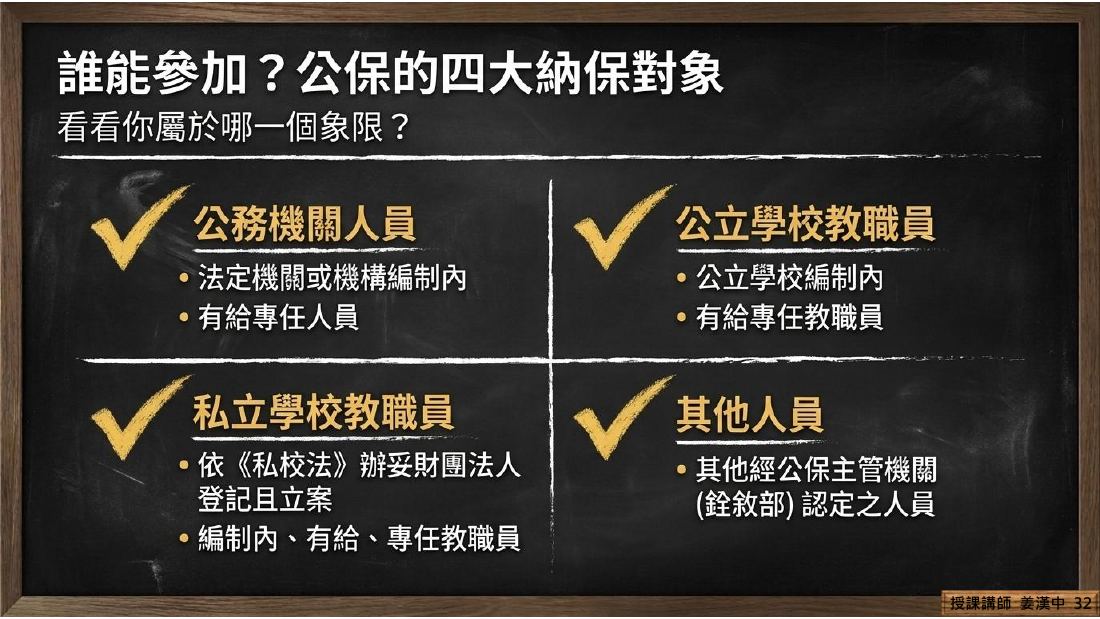 誰能參加？公保的四大納保對象
看看你屬於哪一個象限？
公務機關人員
• 法定機關或機構編制內
• 有給專任人員
公立學校教職員
• 公立學校編制內
• 有給專任教職員
私立學校教職員
• 依《私校法》辦妥財團法人
登記且立案
• 編制內、有給、專任教職員
其他人員
• 其他經公保主管機關
(銓敘部) 認定之人員
授課講師 姜漢中 32